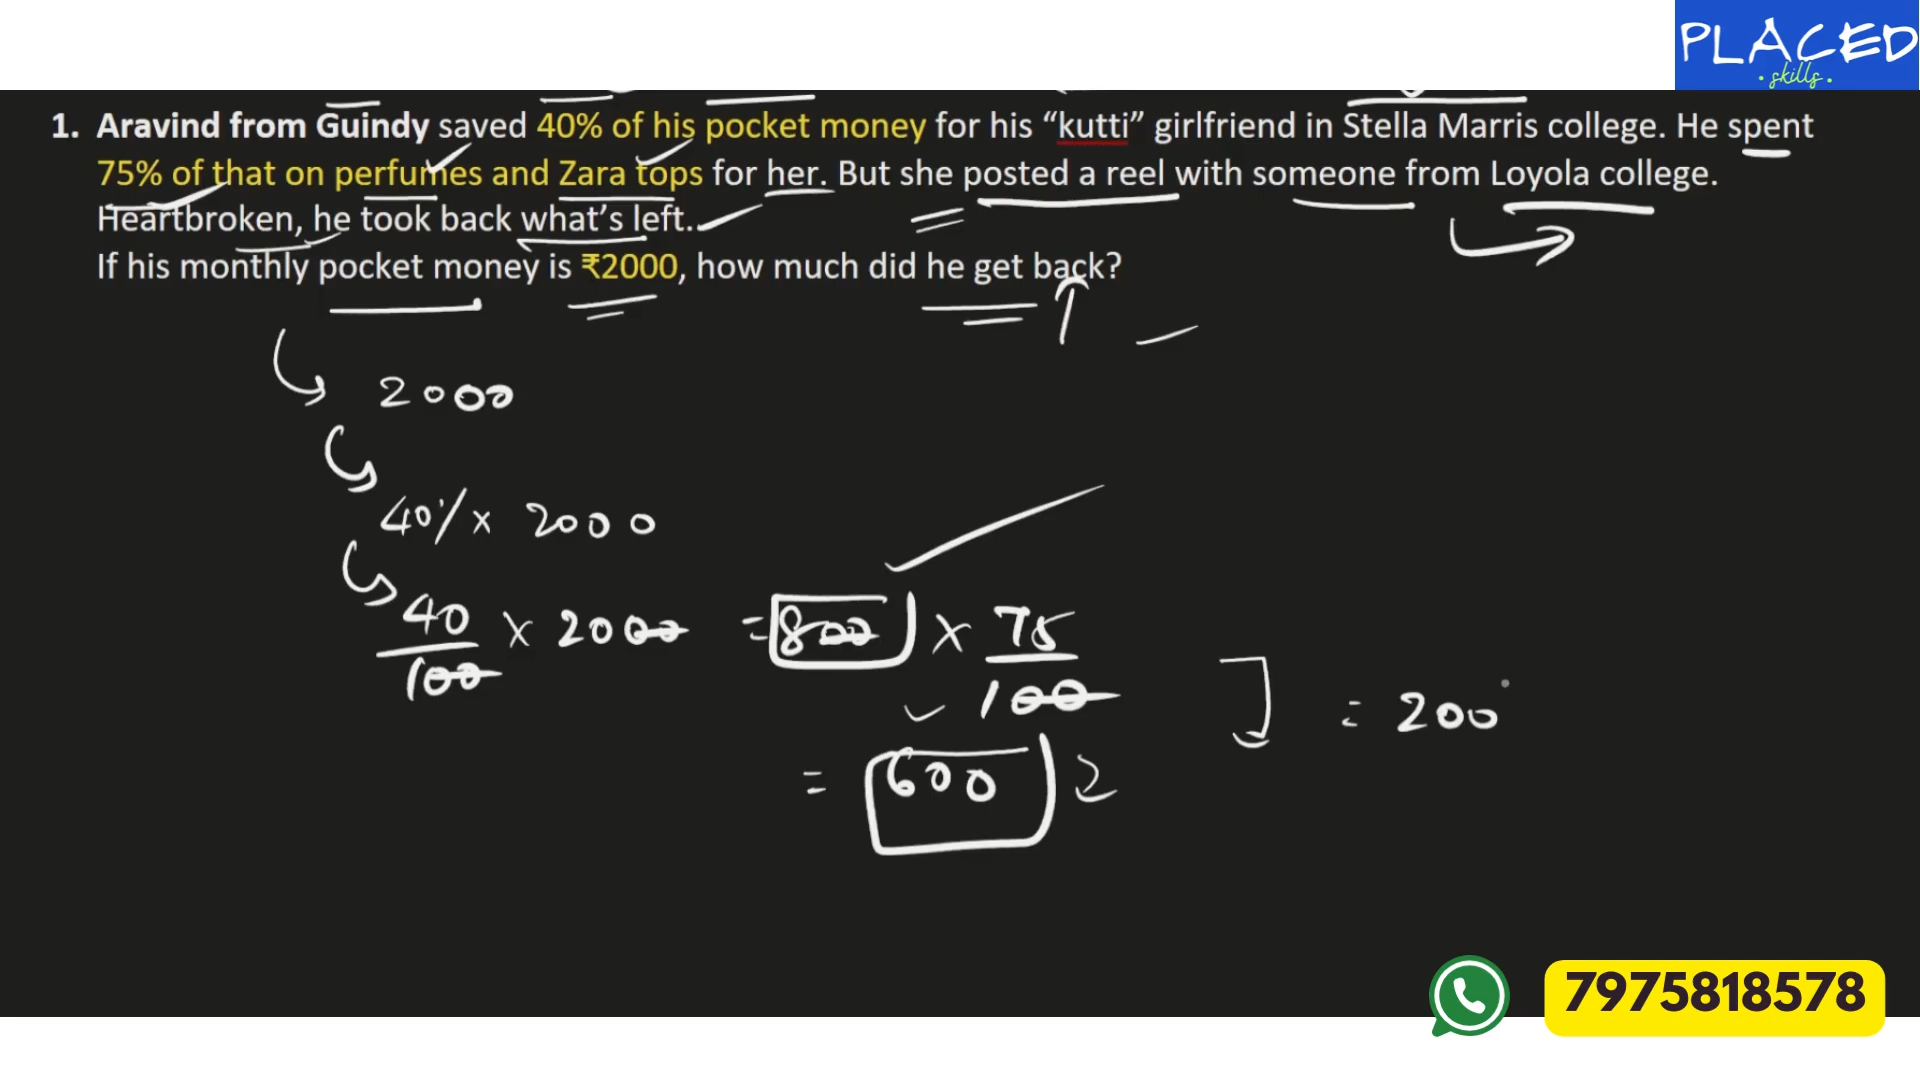 PLACED
.skills.
1. Aravind from Guindy saved 40% of his pocket money for his “kutti” girlfriend in Stella Marris college. He spent
75% of that on perfumes and Zara tops for her. But she posted a reel with someone from Loyola college.
Heartbroken, he took back what’s left.
If his monthly pocket money is ₹2000, how much did he get back?
2000
40% x 2000
40/100 x 2000 = 800 x 75/100
= 200
= 600
7975818578